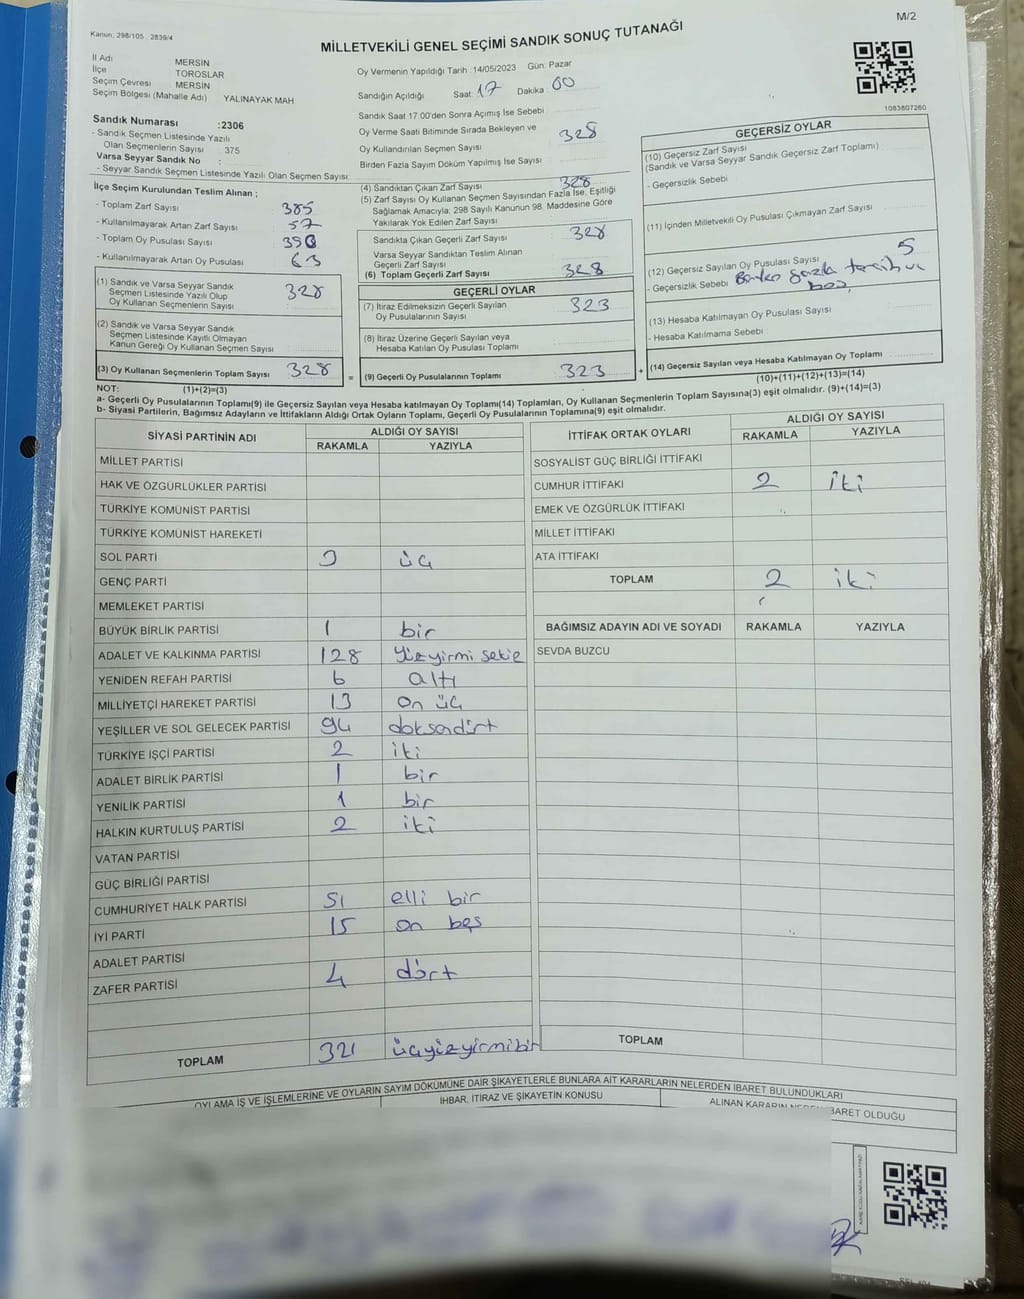 Kanun; 298/105 , 2839/4
M/2
MİLLETVEKİLİ GENEL SEÇİMİ SANDIK SONUÇ TUTANAĞI
İl Adı MERSİN
İlçe TOROSLAR
Seçim Çevresi MERSİN
Seçim Bölgesi (Mahalle Adı) YALINAYAK MAH
Sandık Numarası :2306
- Sandık Seçmen Listesinde Yazılı
Olan Seçmenlerin Sayısı 375
Varsa Seyyar Sandık No :
- Seyyar Sandık Seçmen Listesinde Yazılı Olan Seçmen Sayısı
Oy Vermenin Yapıldığı Tarih :14/05/2023 Gün: Pazar
Sandığın Açıldığı Saat: 17 Dakika 00
Sandık Saat 17.00'den Sonra Açımış İse Sebebi
Oy Verme Saati Bitiminde Sırada Bekleyen ve
Oy Kullandırılan Seçmen Sayısı 328
Birden Fazla Sayım Döküm Yapılmış İse Sayısı
1083807260
İlçe Seçim Kurulundan Teslim Alınan ;
- Toplam Zarf Sayısı 385
- Kullanılmayarak Artan Zarf Sayısı 57
- Toplam Oy Pusulası Sayısı 390
- Kullanılmayarak Artan Oy Pusulası 63
(1) Sandık ve Varsa Seyyar Sandık
Seçmen Listesinde Yazılı Olup
Oy Kullanan Seçmenlerin Sayısı 328
(2) Sandık ve Varsa Seyyar Sandık
Seçmen Listesinde Kayıtlı Olmayan
Kanun Gereği Oy Kullanan Seçmen Sayısı
(3) Oy Kullanan Seçmenlerin Toplam Sayısı 328 =
(4) Sandıktan Çıkan Zarf Sayısı 328
(5) Zarf Sayısı Oy Kullanan Seçmen Sayısından Fazla İse, Eşitliği
Sağlamak Amacıyla; 298 Sayılı Kanunun 98. Maddesine Göre
Yakılarak Yok Edilen Zarf Sayısı
Sandıkta Çıkan Geçerli Zarf Sayısı 328
Varsa Seyyar Sandıktan Teslim Alınan
Geçerli Zarf Sayısı
(6) Toplam Geçerli Zarf Sayısı 328
GEÇERLİ OYLAR
(7) İtiraz Edilmeksizin Geçerli Sayılan
Oy Pusulalarının Sayısı 323
(8) İtiraz Üzerine Geçerli Sayılan veya
Hesaba Katılan Oy Pusulası Toplamı
(9) Geçerli Oy Pusulalarının Toplamı 323 +
GEÇERSİZ OYLAR
(10) Geçersiz Zarf Sayısı
(Sandık ve Varsa Seyyar Sandık Geçersiz Zarf Toplamı)
- Geçersizlik Sebebi
(11) İçinden Milletvekili Oy Pusulası Çıkmayan Zarf Sayısı
(12) Geçersiz Sayılan Oy Pusulası Sayısı 5
- Geçersizlik Sebebi Birden fazla tercih ve
boş
(13) Hesaba Katılmayan Oy Pusulası Sayısı
- Hesaba Katılmama Sebebi
(14) Geçersiz Sayılan veya Hesaba Katılmayan Oy Toplamı
NOT: (1)+(2)=(3) (10)+(11)+(12)+(13)=(14)
a- Geçerli Oy Pusulalarının Toplamı(9) ile Geçersiz Sayılan veya Hesaba katılmayan Oy Toplamı(14) Toplamları, Oy Kullanan Seçmenlerin Toplam Sayısına(3) eşit olmalıdır. (9)+(14)=(3)
b- Siyasi Partilerin, Bağımsız Adayların ve İttifakların Aldığı Ortak Oyların Toplamı, Geçerli Oy Pusulalarının Toplamına(9) eşit olmalıdır.
SİYASİ PARTİNİN ADI ALDIĞI OY SAYISI
RAKAMLA YAZIYLA
MİLLET PARTİSİ
HAK VE ÖZGÜRLÜKLER PARTİSİ
TÜRKİYE KOMÜNİST PARTİSİ
TÜRKİYE KOMÜNİST HAREKETİ
SOL PARTİ 3 üç
GENÇ PARTİ
MEMLEKET PARTİSİ
BÜYÜK BİRLİK PARTİSİ 1 bir
ADALET VE KALKINMA PARTİSİ 128 Yüzyirmi sekiz
YENİDEN REFAH PARTİSİ 6 altı
MİLLİYETÇİ HAREKET PARTİSİ 13 on üç
YEŞİLLER VE SOL GELECEK PARTİSİ 94 doksandört
TÜRKİYE İŞÇİ PARTİSİ 2 iki
ADALET BİRLİK PARTİSİ 1 bir
YENİLİK PARTİSİ 1 bir
HALKIN KURTULUŞ PARTİSİ 2 iki
VATAN PARTİSİ
GÜÇ BİRLİĞİ PARTİSİ
CUMHURİYET HALK PARTİSİ 51 elli bir
İYİ PARTİ 15 on beş
ADALET PARTİSİ
ZAFER PARTİSİ 4 dört
TOPLAM 321 üçyüzyirmibir
İTTİFAK ORTAK OYLARI ALDIĞI OY SAYISI
RAKAMLA YAZIYLA
SOSYALİST GÜÇ BİRLİĞİ İTTİFAKI
CUMHUR İTTİFAKI 2 iki
EMEK VE ÖZGÜRLÜK İTTİFAKI
MİLLET İTTİFAKI
ATA İTTİFAKI
TOPLAM 2 iki
BAĞIMSIZ ADAYIN ADI VE SOYADI RAKAMLA YAZIYLA
SEVDA BUZCU
TOPLAM
OYLAMA İŞ VE İŞLEMLERİNE VE OYLARIN SAYIM DÖKÜMÜNE DAİR ŞİKAYETLERLE BUNLARA AİT KARARLARIN NELERDEN İBARET BULUNDUKLARI
İHBAR, İTİRAZ VE ŞİKAYETİN KONUSU
ALINAN KARARIN NEDEN İBARET OLDUĞU